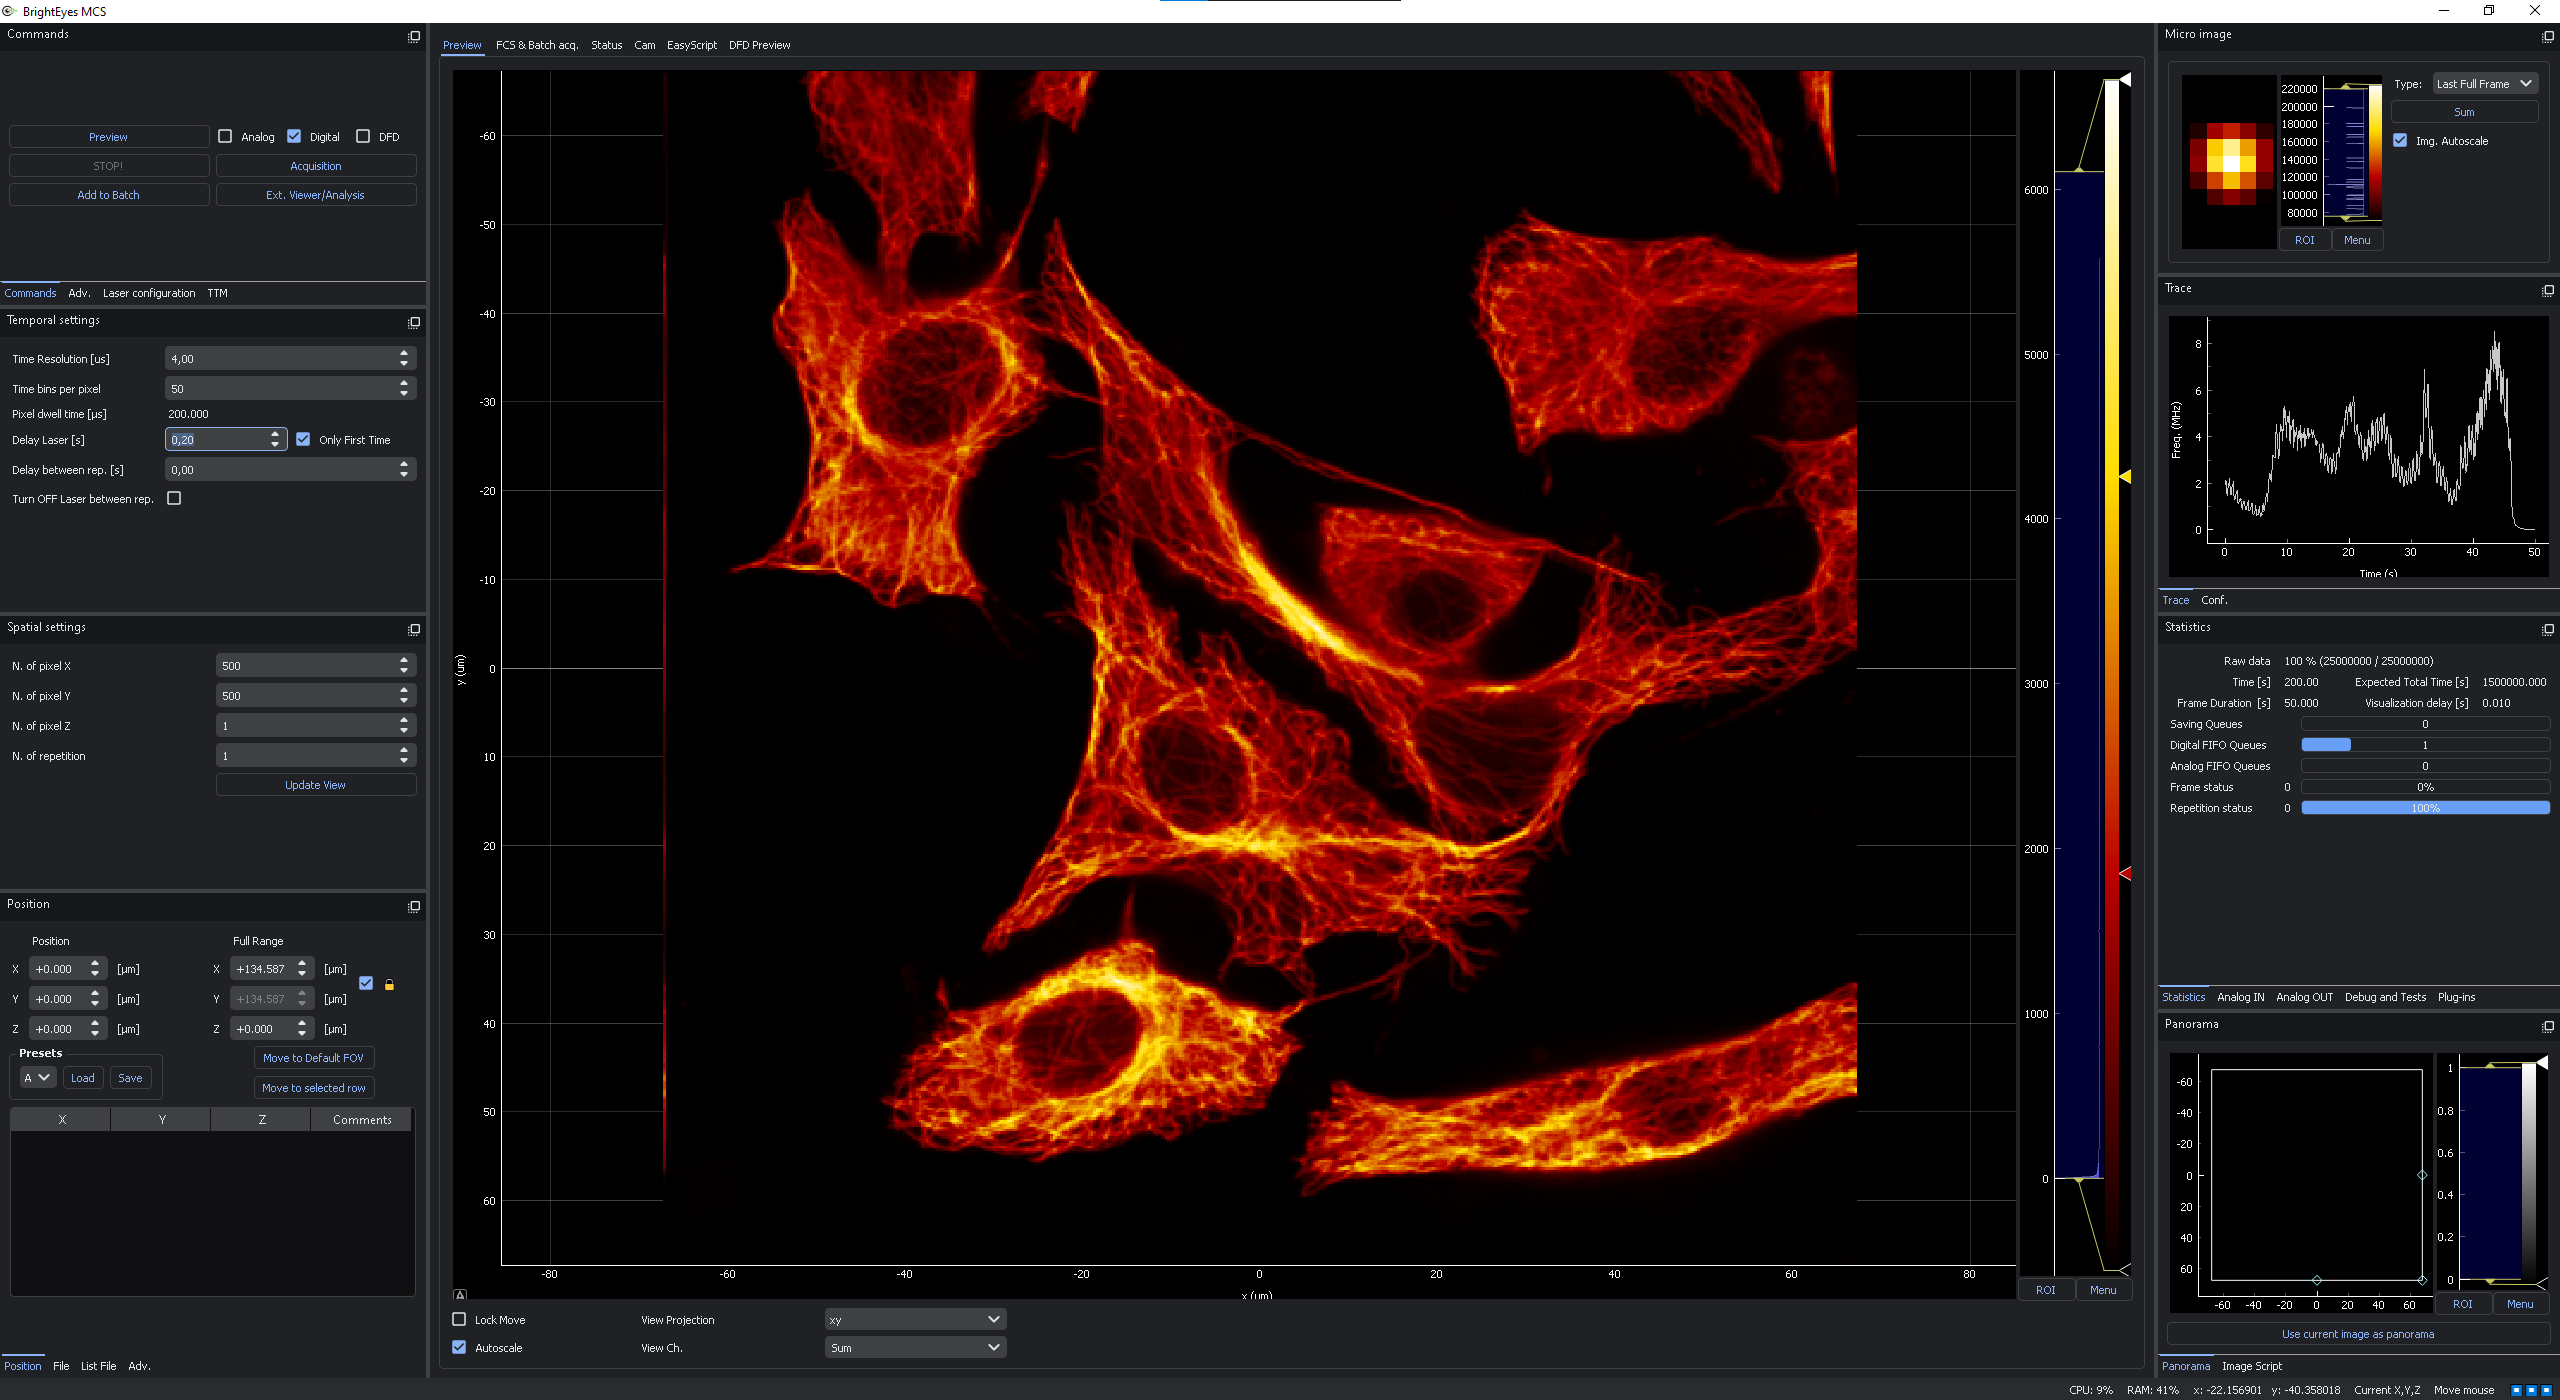 BrightEyes MCS
Commands
Preview
Analog
Digital
DFD
STOP!
Acquisition
Add to Batch
Ext. Viewer/Analysis
Commands Adv. Laser configuration TTM
Temporal settings
Time Resolution [us] 4,00
Time bins per pixel 50
Pixel dwell time [µs] 200.000
Delay Laser [s] 0,20 Only First Time
Delay between rep. [s] 0,00
Turn OFF Laser between rep.
Spatial settings
N. of pixel X 500
N. of pixel Y 500
N. of pixel Z 1
N. of repetition 1
Update View
Position
Position Full Range
X +0.000 [µm] X +134.587 [µm]
Y +0.000 [µm] Y +134.587 [µm]
Z +0.000 [µm] Z +0.000 [µm]
Presets
A Load Save
Move to Default FOV
Move to selected row
X Y Z Comments
Position File List File Adv.
Preview FCS & Batch acq. Status Cam EasyScript DFD Preview
y (um)
-60
-50
-40
-30
-20
-10
0
10
20
30
40
50
60
-80 -60 -40 -20 0 20 40 60 80
x (um)
A
6000
5000
4000
3000
2000
1000
0
ROI Menu
Lock Move View Projection xy
Autoscale View Ch. Sum
Micro image
220000
200000
180000
160000
140000
120000
100000
80000
ROI Menu
Type: Last Full Frame
Sum
Img. Autoscale
Trace
Freq. (MHz)
8
6
4
2
0
0 10 20 30 40 50
Time (s)
Trace Conf.
Statistics
Raw data 100 % (25000000 / 25000000)
Time [s] 200.00 Expected Total Time [s] 1500000.000
Frame Duration [s] 50.000 Visualization delay [s] 0.010
Saving Queues 0
Digital FIFO Queues 1
Analog FIFO Queues 0
Frame status 0 0%
Repetition status 0 100%
Statistics Analog IN Analog OUT Debug and Tests Plug-ins
Panorama
-60
-40
-20
0
20
40
60
-60 -40 -20 0 20 40 60
1
0.8
0.6
0.4
0.2
0
ROI Menu
Use current image as panorama
Panorama Image Script
CPU: 9% RAM: 41% x: -22.156901 y: -40.358018 Current X,Y,Z Move mouse